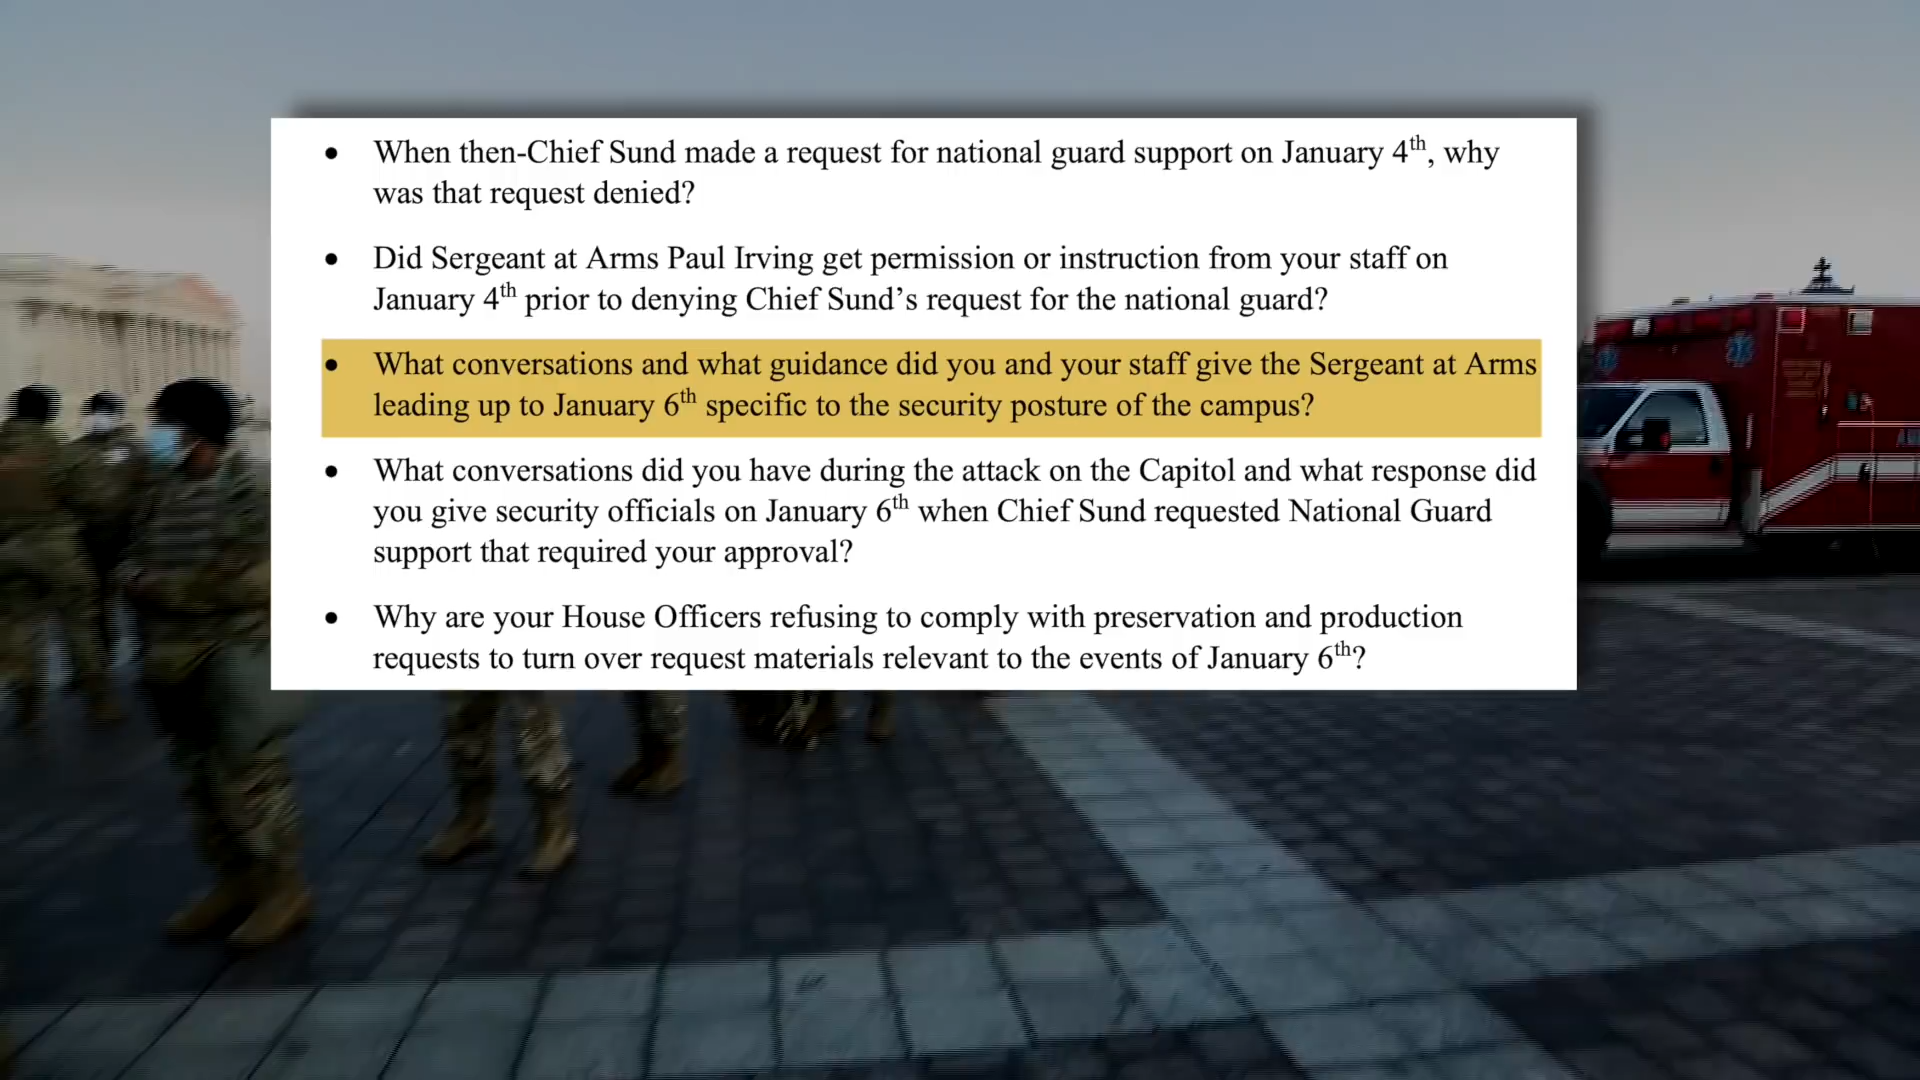 • When then-Chief Sund made a request for national guard support on January 4th, why
was that request denied?
• Did Sergeant at Arms Paul Irving get permission or instruction from your staff on
January 4th prior to denying Chief Sund’s request for the national guard?
• What conversations and what guidance did you and your staff give the Sergeant at Arms
leading up to January 6th specific to the security posture of the campus?
• What conversations did you have during the attack on the Capitol and what response did
you give security officials on January 6th when Chief Sund requested National Guard
support that required your approval?
• Why are your House Officers refusing to comply with preservation and production
requests to turn over request materials relevant to the events of January 6th?